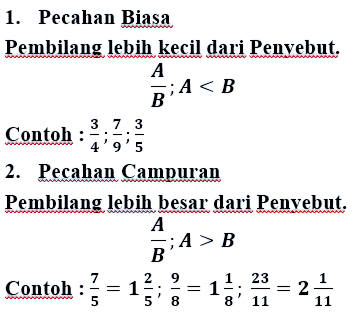 1. Pecahan Biasa
Pembilang lebih kecil dari Penyebut.
A/B; A < B
Contoh : 3/4; 7/9; 3/5
2. Pecahan Campuran
Pembilang lebih besar dari Penyebut.
A/B; A > B
Contoh : 7/5 = 1 2/5; 9/8 = 1 1/8; 23/11 = 2 1/11